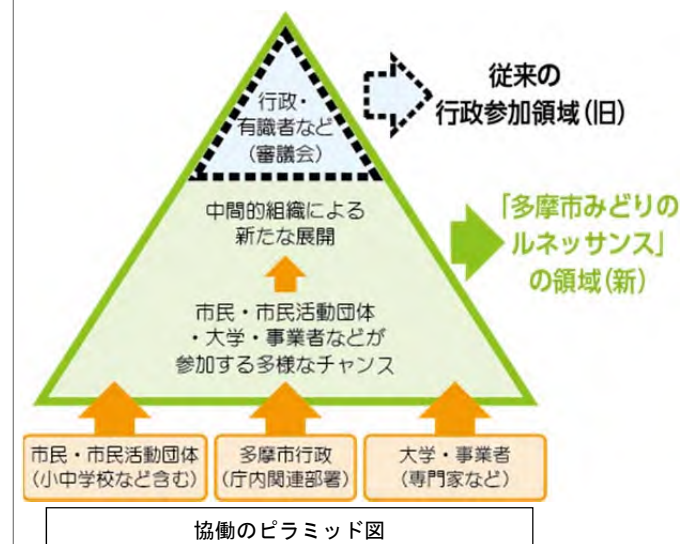 行政・
有識者など
(審議会)
従来の
行政参加領域(旧)
中間的組織による
新たな展開
「多摩市みどりの
ルネッサンス」
の領域(新)
市民・市民活動団体
・大学・事業者などが
参加する多様なチャンス
市民・市民活動団体
(小中学校など含む)
多摩市行政
(庁内関連部署)
大学・事業者
(専門家など)
協働のピラミッド図